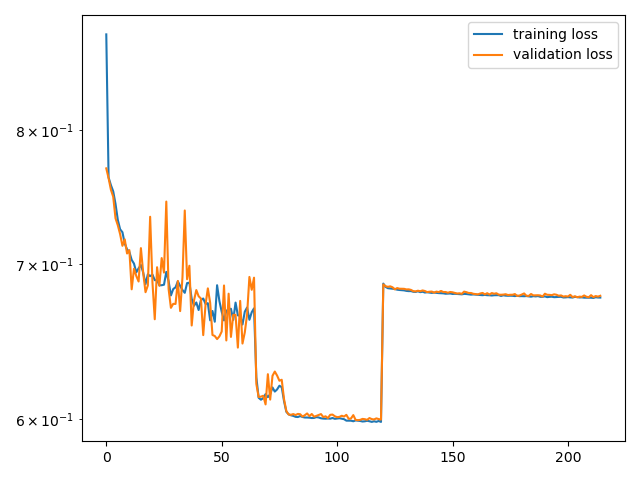 training loss
validation loss
8 × 10⁻¹
7 × 10⁻¹
6 × 10⁻¹
0 50 100 150 200